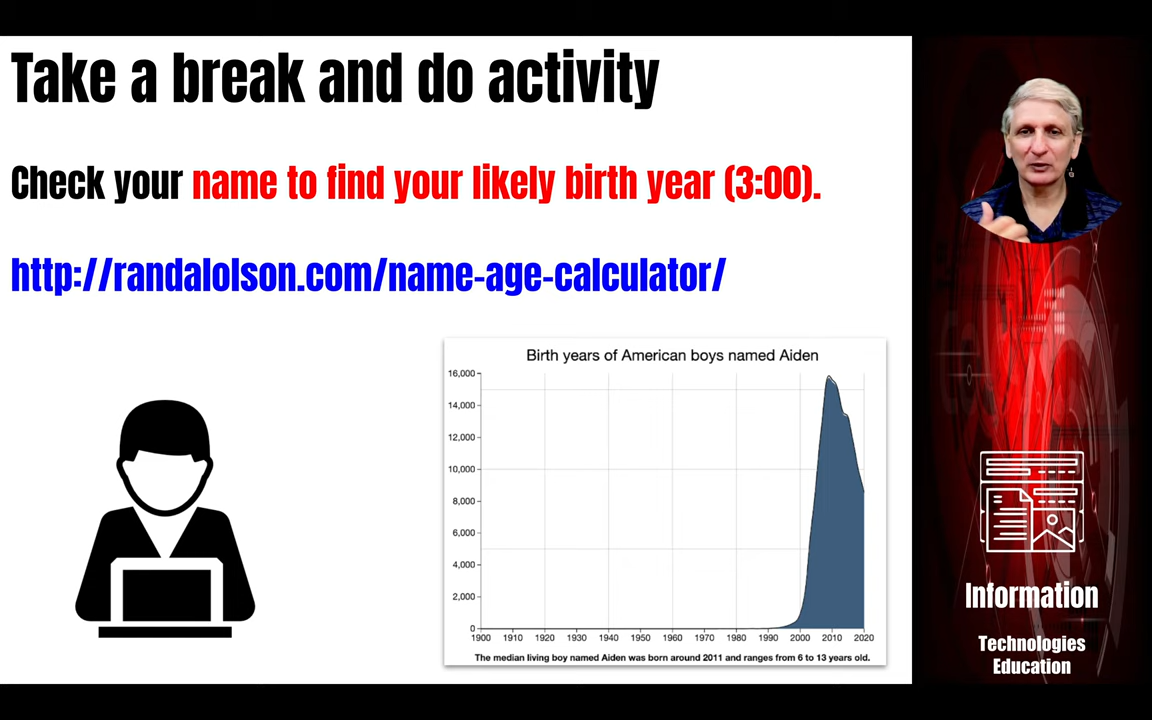 Take a break and do activity
Check your name to find your likely birth year (3:00).
http://randalolson.com/name-age-calculator/
Birth years of American boys named Aiden
16,000
14,000
12,000
10,000
8,000
6,000
4,000
2,000
0
1900 1910 1920 1930 1940 1950 1960 1970 1980 1990 2000 2010 2020
The median living boy named Aiden was born around 2011 and ranges from 6 to 13 years old.
Information
Technologies
Education